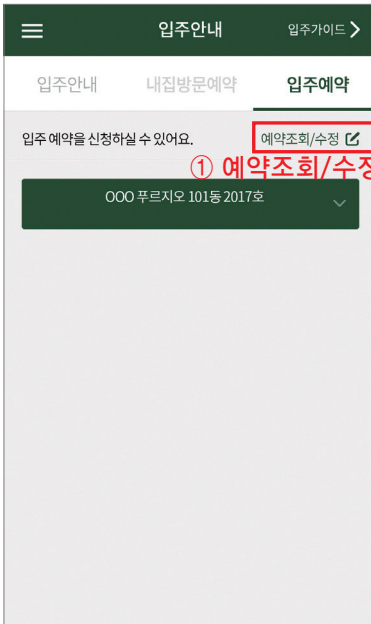 입주안내 입주가이드
입주안내 내집방문예약 입주예약
입주 예약을 신청하실 수 있어요. 예약조회/수정
① 예약조회/수정
OOO 푸르지오 101동 2017호